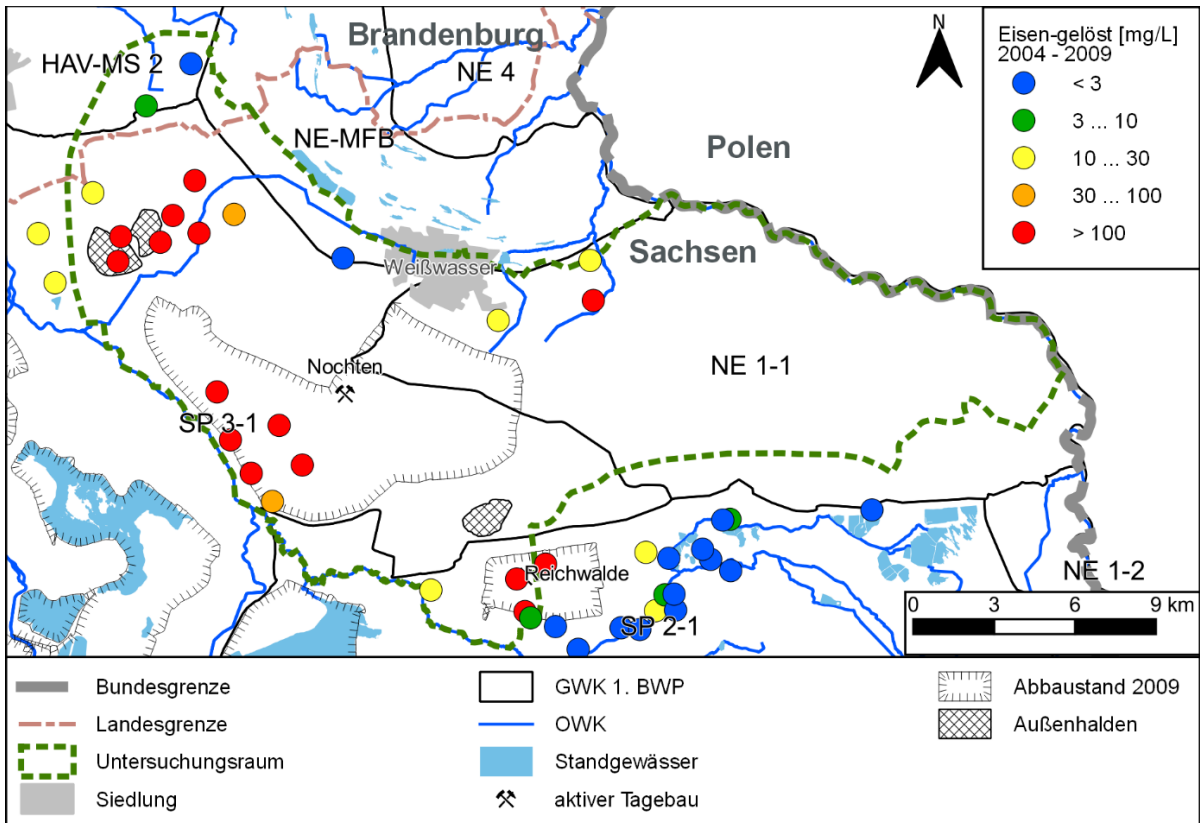 Brandenburg
N
HAV-MS 2
NE 4
NE-MFB
Polen
Sachsen
Weißwasser
Nochten
NE 1-1
SP 3-1
Reichwalde
SP 2-1
NE 1-2
Eisen-gelöst [mg/L]
2004 - 2009
< 3
3 ... 10
10 ... 30
30 ... 100
> 100
0 3 6 9 km
Bundesgrenze
Landesgrenze
Untersuchungsraum
Siedlung
GWK 1. BWP
OWK
Standgewässer
aktiver Tagebau
Abbaustand 2009
Außenhalden